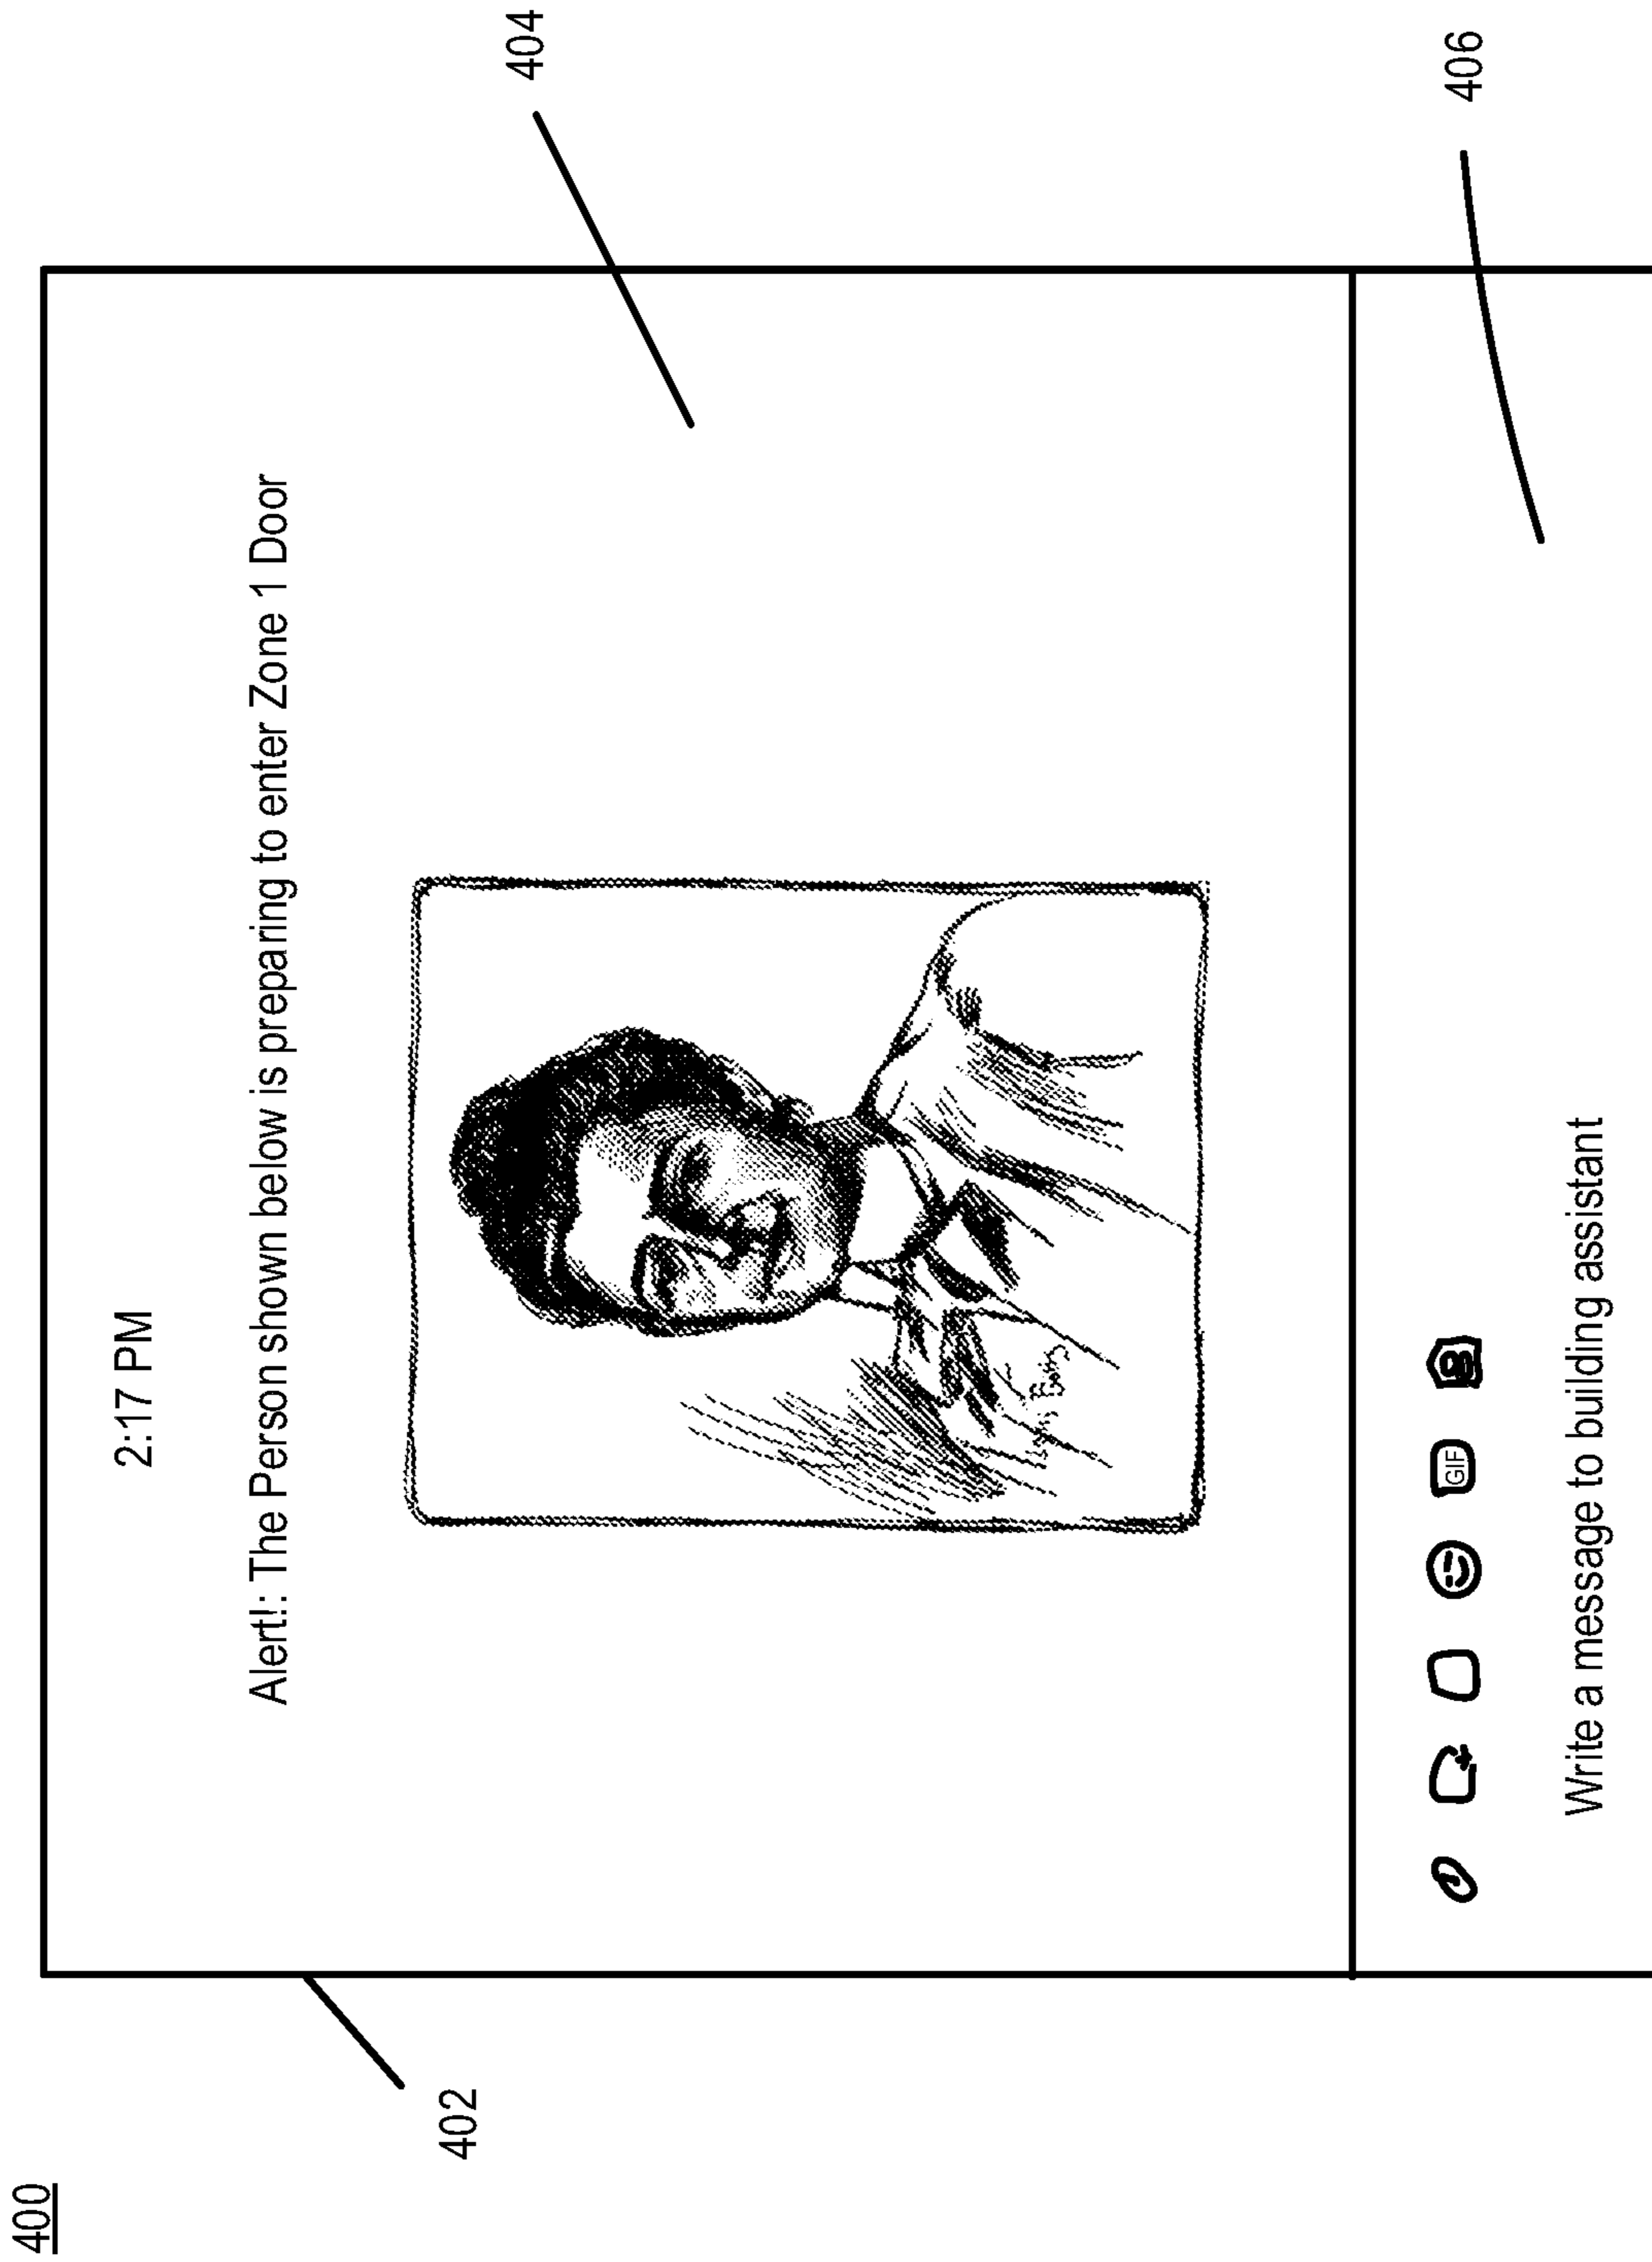 400
402
404
2:17 PM
Alert!: The Person shown below is preparing to enter Zone 1 Door
406
GIF
Write a message to building assistant